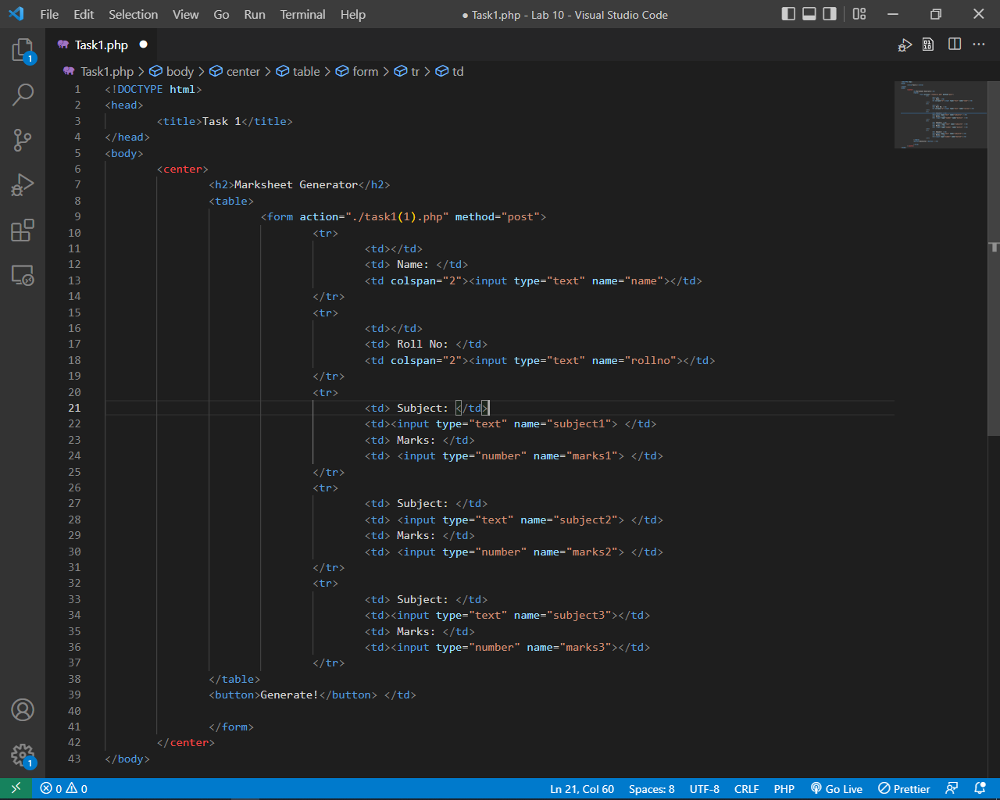 File Edit Selection View Go Run Terminal Help ● Task1.php - Lab 10 - Visual Studio Code
Task1.php ●
Task1.php > body > center > table > form > tr > td
1 <!DOCTYPE html>
2 <head>
3 <title>Task 1</title>
4 </head>
5 <body>
6 <center>
7 <h2>Marksheet Generator</h2>
8 <table>
9 <form action="./task1(1).php" method="post">
10 <tr>
11 <td></td>
12 <td> Name: </td>
13 <td colspan="2"><input type="text" name="name"></td>
14 </tr>
15 <tr>
16 <td></td>
17 <td> Roll No: </td>
18 <td colspan="2"><input type="text" name="rollno"></td>
19 </tr>
20 <tr>
21 <td> Subject: </td>
22 <td><input type="text" name="subject1"> </td>
23 <td> Marks: </td>
24 <td> <input type="number" name="marks1"> </td>
25 </tr>
26 <tr>
27 <td> Subject: </td>
28 <td> <input type="text" name="subject2"> </td>
29 <td> Marks: </td>
30 <td> <input type="number" name="marks2"> </td>
31 </tr>
32 <tr>
33 <td> Subject: </td>
34 <td><input type="text" name="subject3"></td>
35 <td> Marks: </td>
36 <td><input type="number" name="marks3"></td>
37 </tr>
38 </table>
39 <button>Generate!</button> </td>
40
41 </form>
42 </center>
43 </body>
1
1
0 0 Ln 21, Col 60 Spaces: 8 UTF-8 CRLF PHP Go Live Prettier